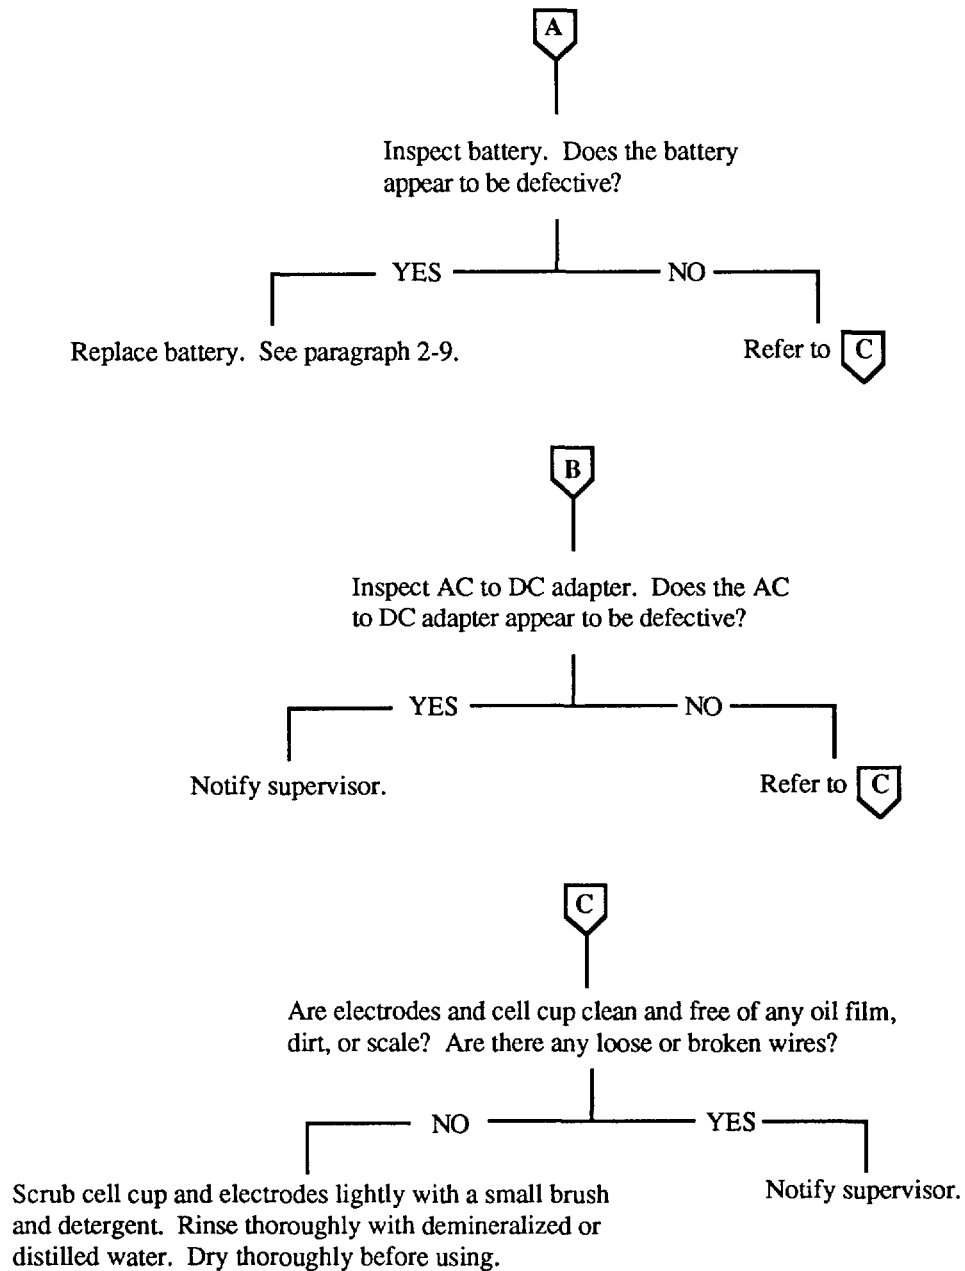 A
Inspect battery. Does the battery
appear to be defective?
YES
NO
Replace battery. See paragraph 2-9.
Refer to C
B
Inspect AC to DC adapter. Does the AC
to DC adapter appear to be defective?
YES
NO
Notify supervisor.
Refer to C
C
Are electrodes and cell cup clean and free of any oil film,
dirt, or scale? Are there any loose or broken wires?
NO
YES
Scrub cell cup and electrodes lightly with a small brush
and detergent. Rinse thoroughly with demineralized or
distilled water. Dry thoroughly before using.
Notify supervisor.